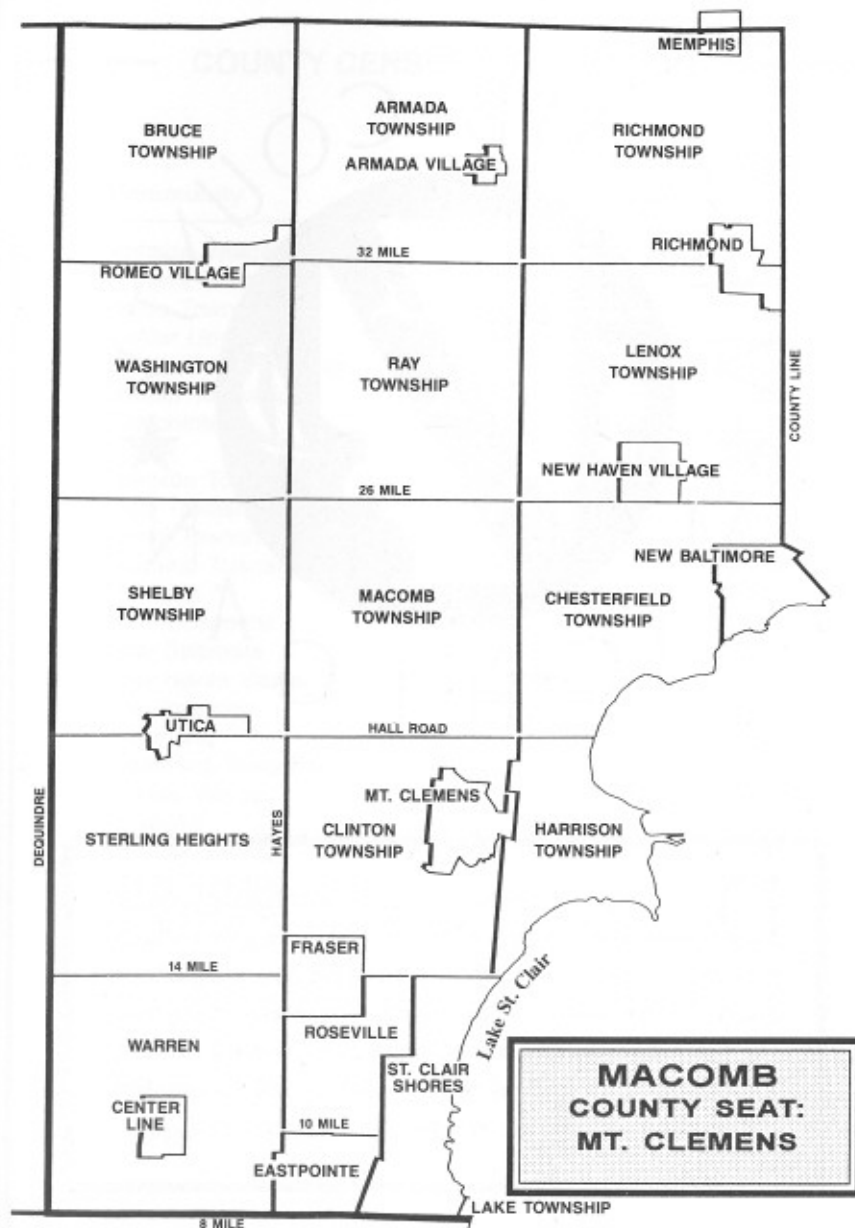 MEMPHIS
BRUCE
TOWNSHIP
ARMADA
TOWNSHIP
ARMADA VILLAGE
RICHMOND
TOWNSHIP
ROMEO VILLAGE
32 MILE
RICHMOND
WASHINGTON
TOWNSHIP
RAY
TOWNSHIP
LENOX
TOWNSHIP
COUNTY LINE
NEW HAVEN VILLAGE
26 MILE
NEW BALTIMORE
SHELBY
TOWNSHIP
MACOMB
TOWNSHIP
CHESTERFIELD
TOWNSHIP
UTICA
HALL ROAD
MT. CLEMENS
DEQUINDRE
STERLING HEIGHTS
HAYES
CLINTON
TOWNSHIP
HARRISON
TOWNSHIP
FRASER
14 MILE
Lake St. Clair
WARREN
ROSEVILLE
ST. CLAIR
SHORES
CENTER
LINE
10 MILE
EASTPOINTE
MACOMB
COUNTY SEAT:
MT. CLEMENS
LAKE TOWNSHIP
8 MILE